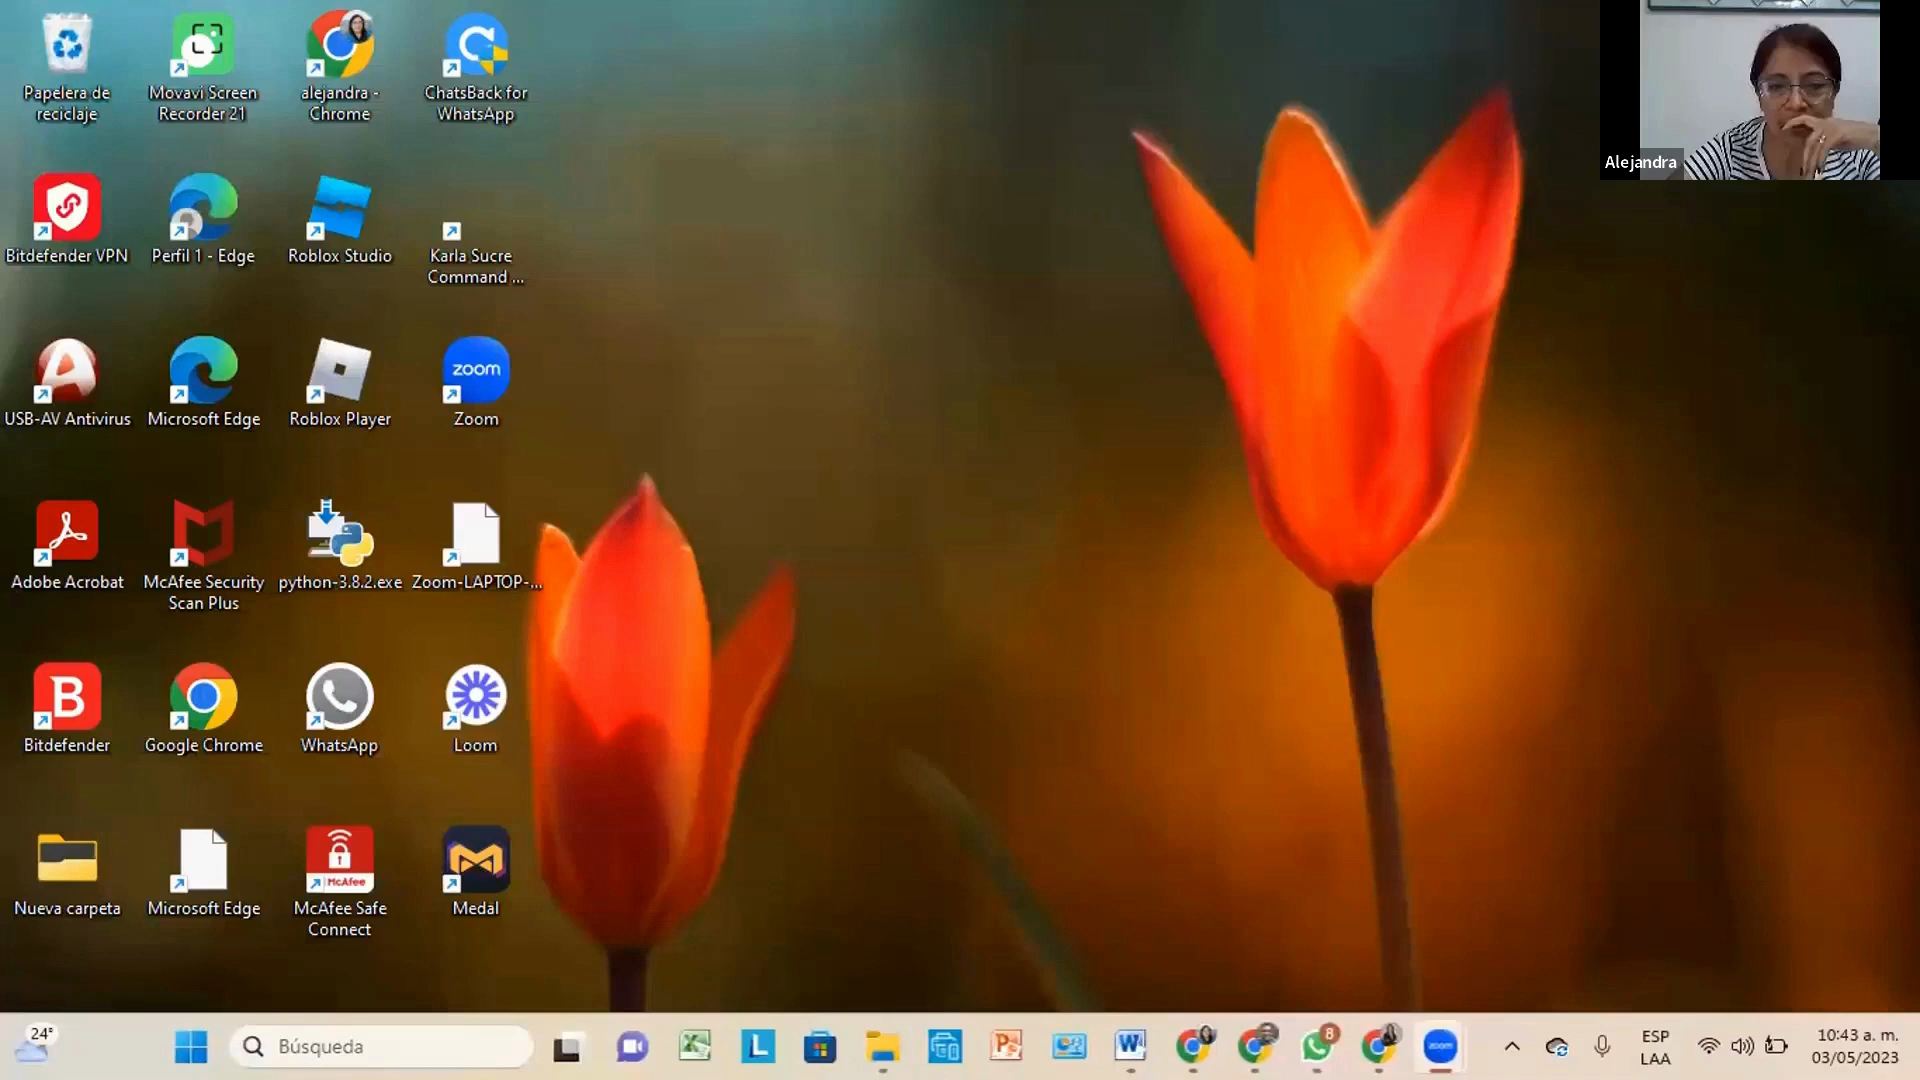 Papelera de
reciclaje
Movavi Screen
Recorder 21
alejandra -
Chrome
ChatsBack for
WhatsApp
Alejandra
Bitdefender VPN
Perfil 1 - Edge
Roblox Studio
Karla Sucre
Command ...
USB-AV Antivirus
Microsoft Edge
Roblox Player
zoom
Zoom
Adobe Acrobat
McAfee Security
Scan Plus
python-3.8.2.exe
Zoom-LAPTOP-...
Bitdefender
Google Chrome
WhatsApp
Loom
Nueva carpeta
Microsoft Edge
McAfee
McAfee Safe
Connect
Medal
24°
Búsqueda
8
zoom
ESP
LAA
10:43 a. m.
03/05/2023